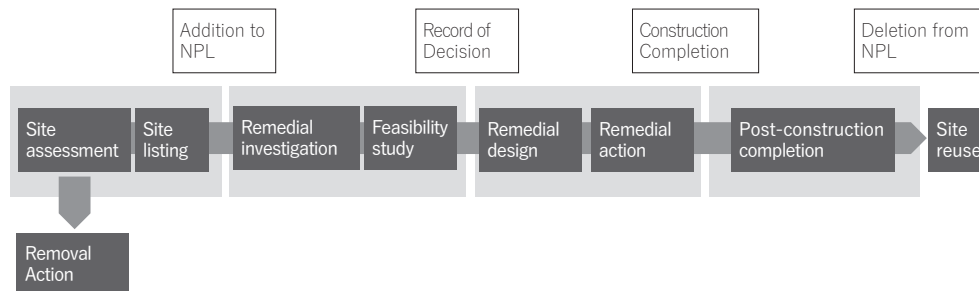 Addition to
NPL
Record of
Decision
Construction
Completion
Deletion from
NPL
Site
assessment
Site
listing
Remedial
investigation
Feasibility
study
Remedial
design
Remedial
action
Post-construction
completion
Site
reuse
Removal
Action